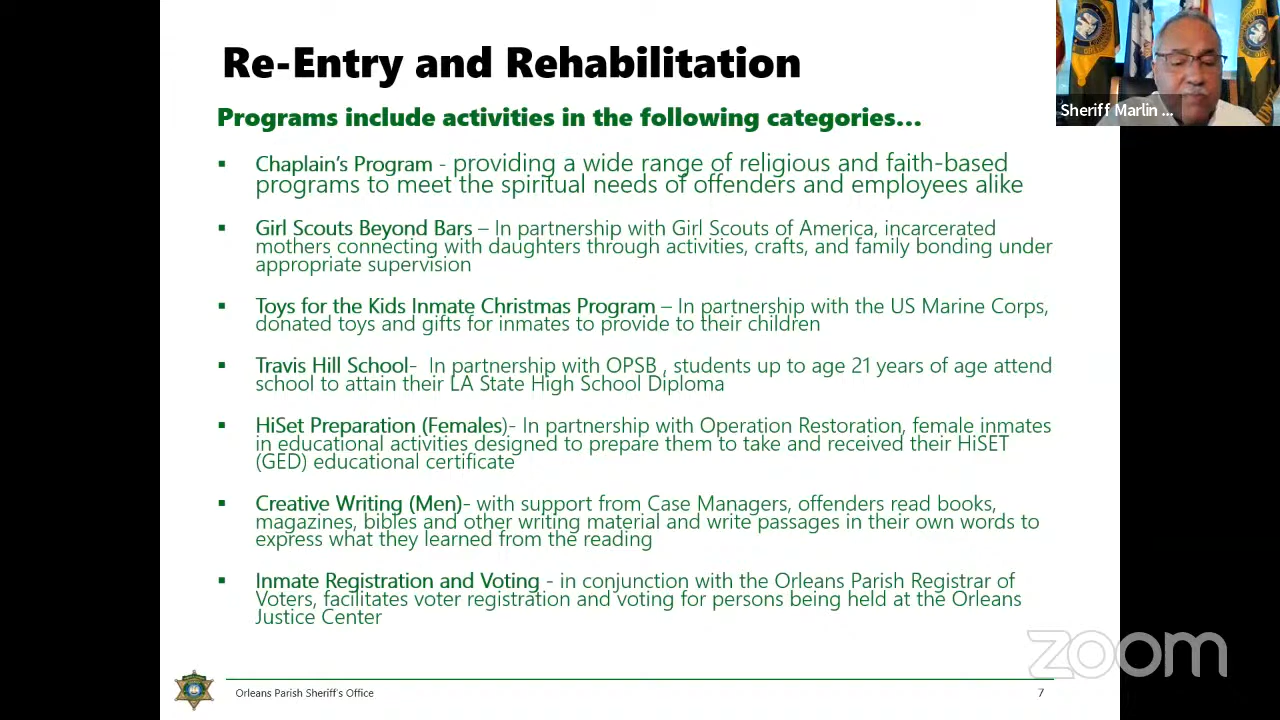 Re-Entry and Rehabilitation
Programs include activities in the following categories...
Sheriff Marlin ...
▪ Chaplain's Program - providing a wide range of religious and faith-based
programs to meet the spiritual needs of offenders and employees alike
▪ Girl Scouts Beyond Bars – In partnership with Girl Scouts of America, incarcerated
mothers connecting with daughters through activities, crafts, and family bonding under
appropriate supervision
▪ Toys for the Kids Inmate Christmas Program – In partnership with the US Marine Corps,
donated toys and gifts for inmates to provide to their children
▪ Travis Hill School- In partnership with OPSB , students up to age 21 years of age attend
school to attain their LA State High School Diploma
▪ HiSet Preparation (Females)- In partnership with Operation Restoration, female inmates
in educational activities designed to prepare them to take and received their HiSET
(GED) educational certificate
▪ Creative Writing (Men)- with support from Case Managers, offenders read books,
magazines, bibles and other writing material and write passages in their own words to
express what they learned from the reading
▪ Inmate Registration and Voting - in conjunction with the Orleans Parish Registrar of
Voters, facilitates voter registration and voting for persons being held at the Orleans
Justice Center
zoom
Orleans Parish Sheriff's Office
7